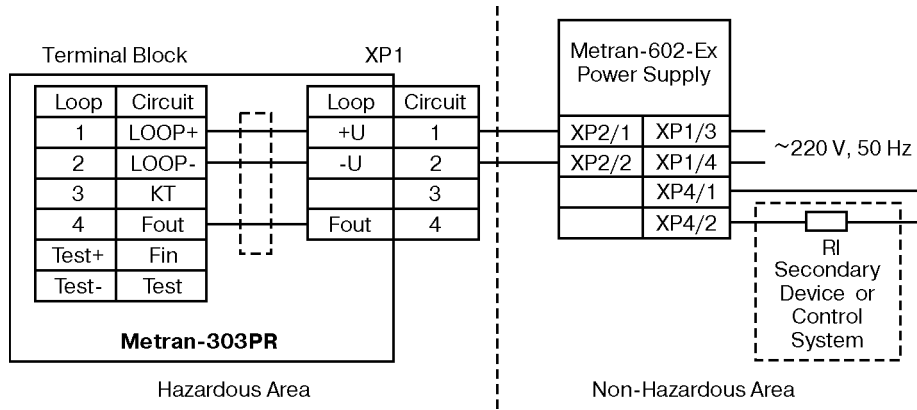 Terminal Block
XP1
Metran-602-Ex
Power Supply
Loop Circuit
Loop Circuit
1 LOOP+
+U 1
XP2/1 XP1/3
2 LOOP-
-U 2
XP2/2 XP1/4
~220 V, 50 Hz
3 KT
3
XP4/1
4 Fout
Fout 4
XP4/2
Test+ Fin
Test- Test
RI
Secondary
Device or
Control
System
Metran-303PR
Hazardous Area
Non-Hazardous Area